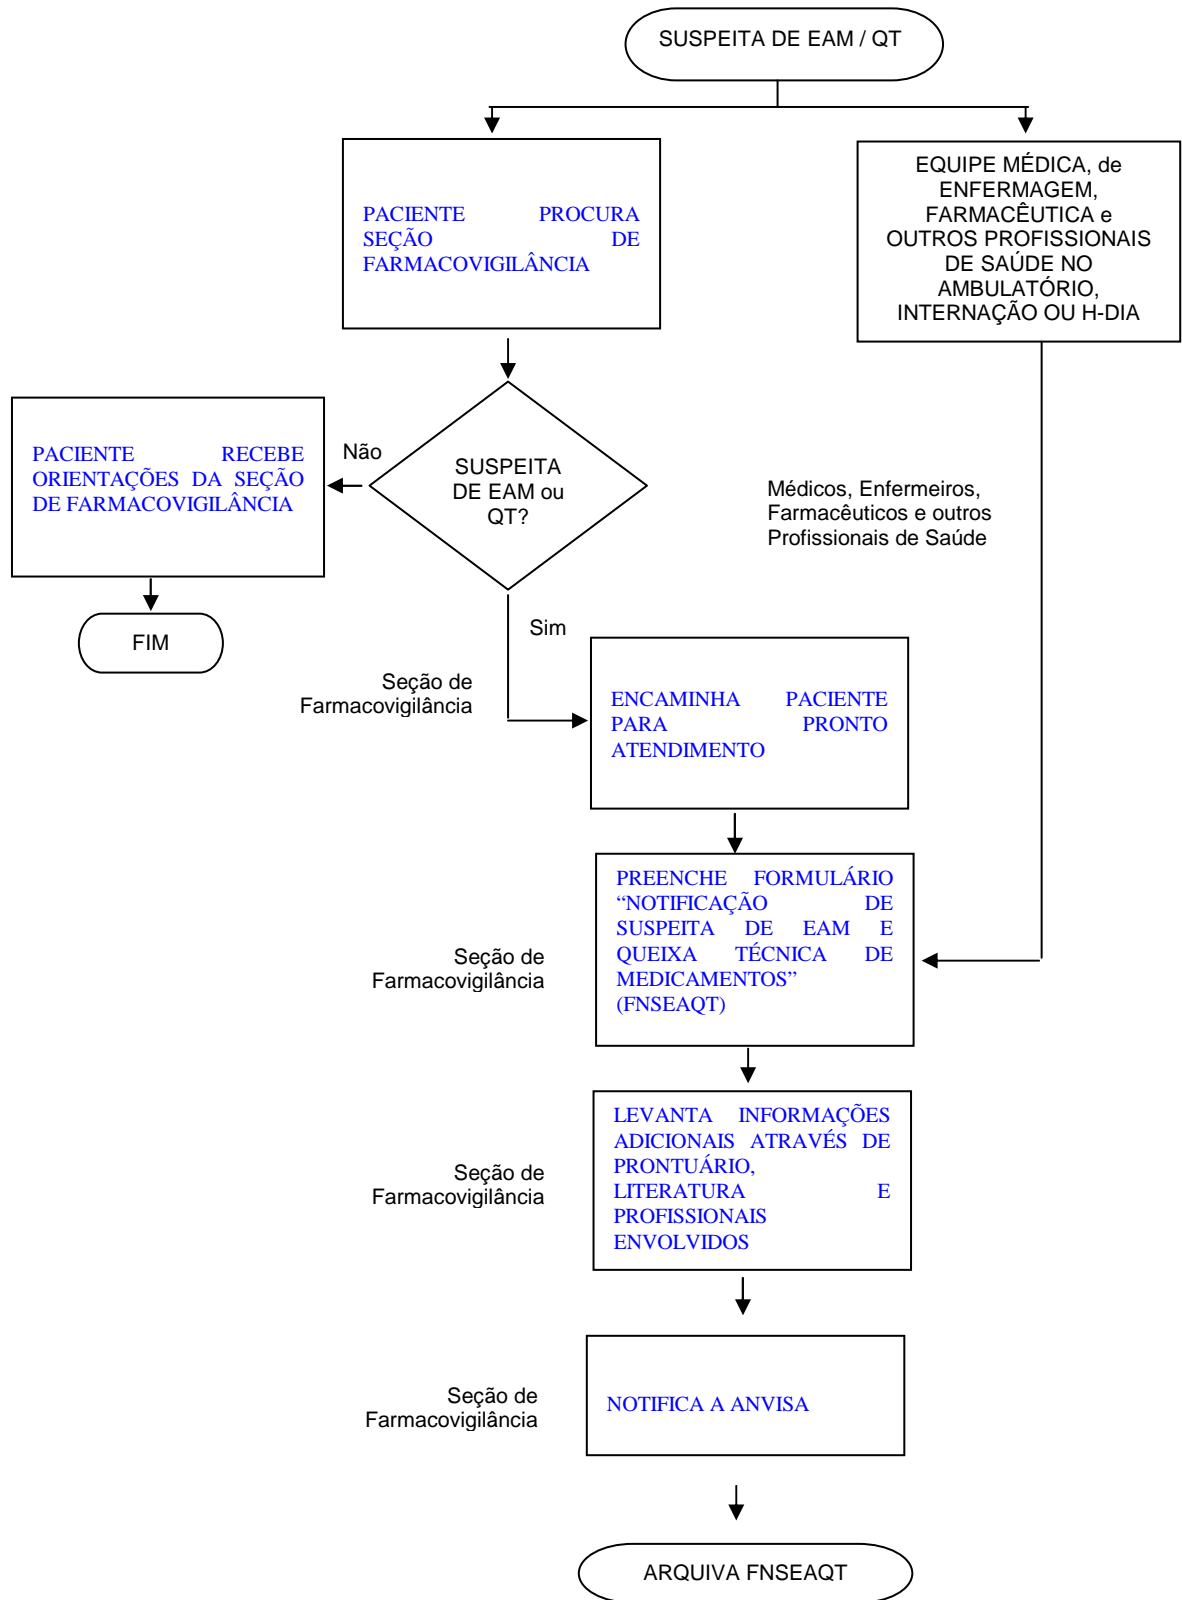 SUSPEITA DE EAM / QT
PACIENTE PROCURA
SEÇÃO DE
FARMACOVIGILÂNCIA
EQUIPE MÉDICA, de
ENFERMAGEM,
FARMACÊUTICA e
OUTROS PROFISSIONAIS
DE SAÚDE NO
AMBULATÓRIO,
INTERNAÇÃO OU H-DIA
PACIENTE RECEBE
ORIENTAÇÕES DA SEÇÃO
DE FARMACOVIGILÂNCIA
Não
SUSPEITA
DE EAM ou
QT?
Médicos, Enfermeiros,
Farmacêuticos e outros
Profissionais de Saúde
FIM
Sim
Seção de
Farmacovigilância
ENCAMINHA PACIENTE
PARA PRONTO
ATENDIMENTO
Seção de
Farmacovigilância
PREENCHE FORMULÁRIO
“NOTIFICAÇÃO DE
SUSPEITA DE EAM E
QUEIXA TÉCNICA DE
MEDICAMENTOS”
(FNSEAQT)
Seção de
Farmacovigilância
LEVANTA INFORMAÇÕES
ADICIONAIS ATRAVÉS DE
PRONTUÁRIO,
LITERATURA E
PROFISSIONAIS
ENVOLVIDOS
Seção de
Farmacovigilância
NOTIFICA A ANVISA
ARQUIVA FNSEAQT